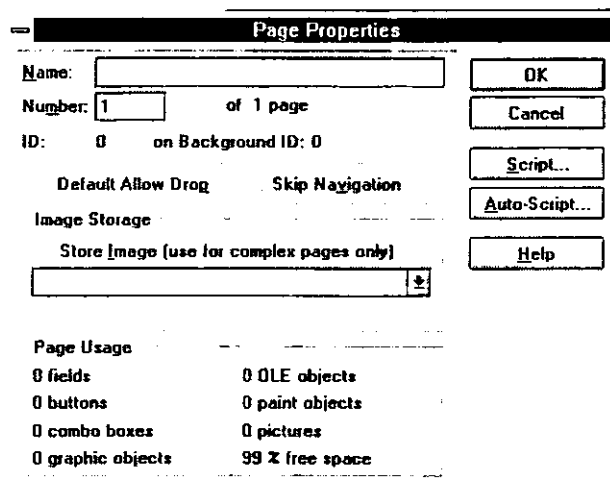 Page Properties
Name:
OK
Number: 1 of 1 page
Cancel
ID: 0 on Background ID: 0
Script...
Default Allow Drop Skip Navigation
Auto-Script...
Image Storage
Store Image (use for complex pages only)
Help
Page Usage
0 fields 0 OLE objects
0 buttons 0 paint objects
0 combo boxes 0 pictures
0 graphic objects 99 % free space